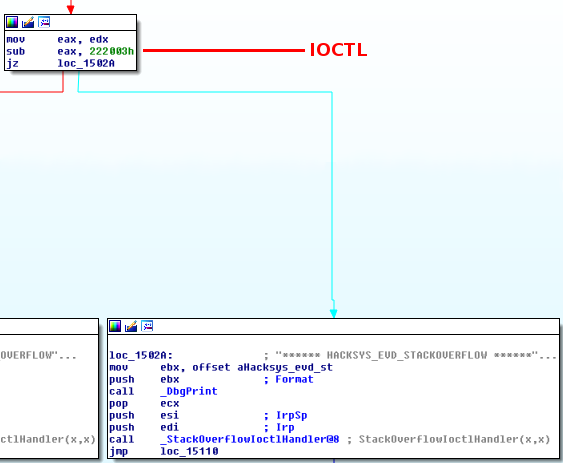 mov eax, edx
sub eax, 222003h
jz loc_1502A
IOCTL
OVERFLOW"...
ctlHandler(x,x)
loc_1502A: ; "****** HACKSYS_EVD_STACKOVERFLOW ******"...
mov ebx, offset aHacksys_evd_st
push ebx ; Format
call _DbgPrint
pop ecx
push esi ; IrpSp
push edi ; Irp
call _StackOverflowIoctlHandler@8 ; StackOverflowIoctlHandler(x,x)
jmp loc_15110